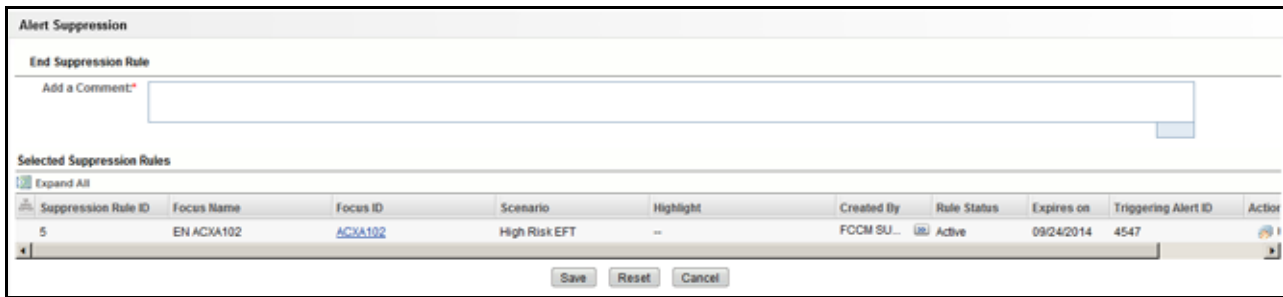 Alert Suppression
End Suppression Rule
Add a Comment:*
Selected Suppression Rules
Expand All
Suppression Rule ID Focus Name Focus ID Scenario Highlight Created By Rule Status Expires on Triggering Alert ID Action
5 EN ACXA102 ACXA102 High Risk EFT -- FCCM SU... Active 09/24/2014 4547
Save Reset Cancel